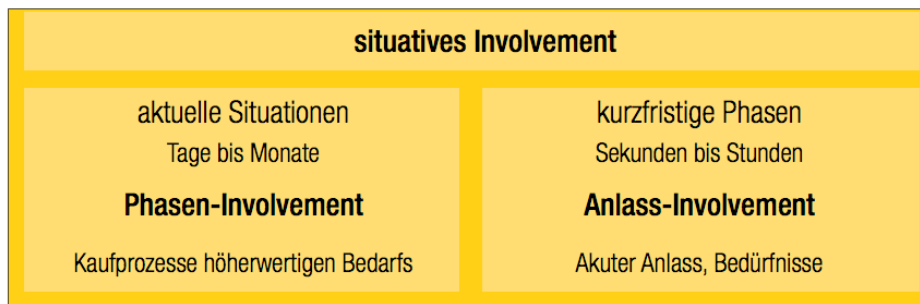 situatives Involvement
aktuelle Situationen
Tage bis Monate
Phasen-Involvement
Kaufprozesse höherwertigen Bedarfs
kurzfristige Phasen
Sekunden bis Stunden
Anlass-Involvement
Akuter Anlass, Bedürfnisse